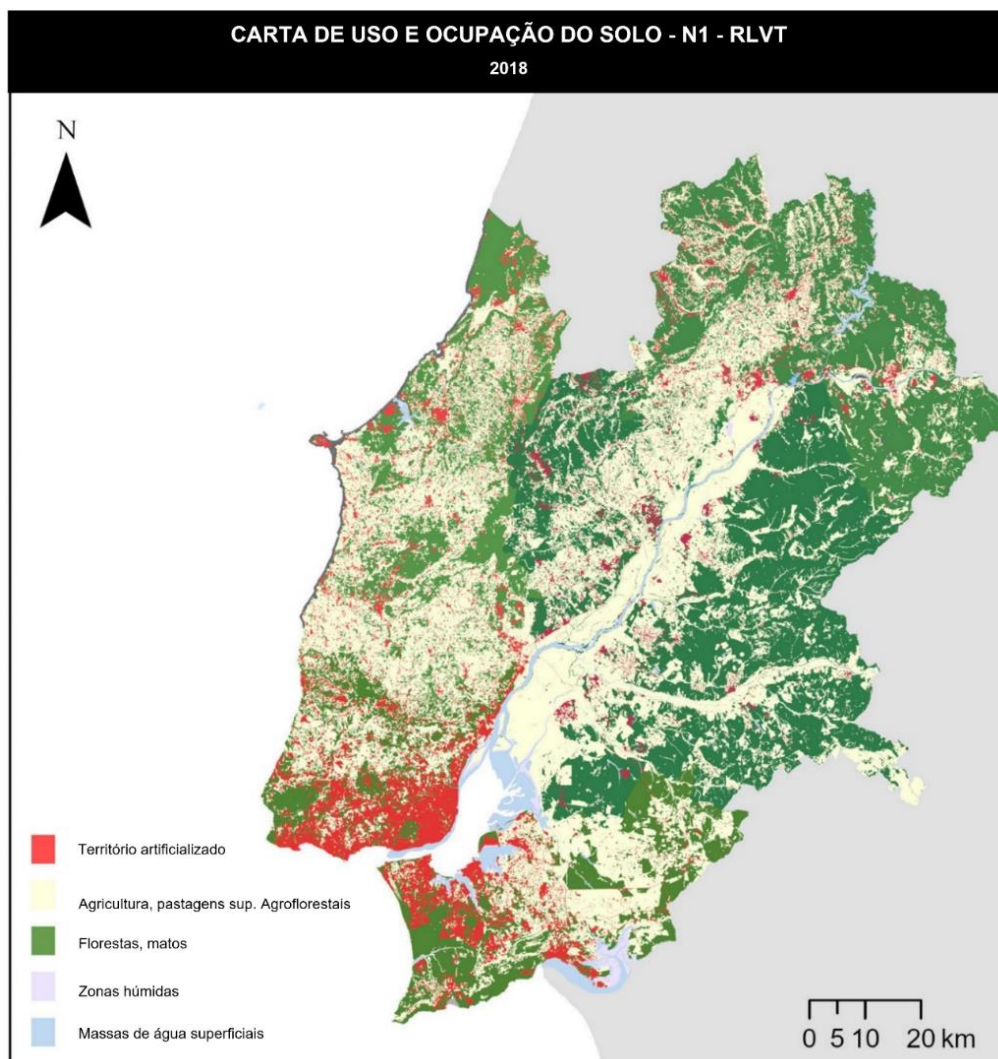 CARTA DE USO E OCUPAÇÃO DO SOLO - N1 - RLVT
2018
N
Território artificializado
Agricultura, pastagens sup. Agroflorestais
Florestas, matos
Zonas húmidas
Massas de água superficiais
0 5 10 20 km